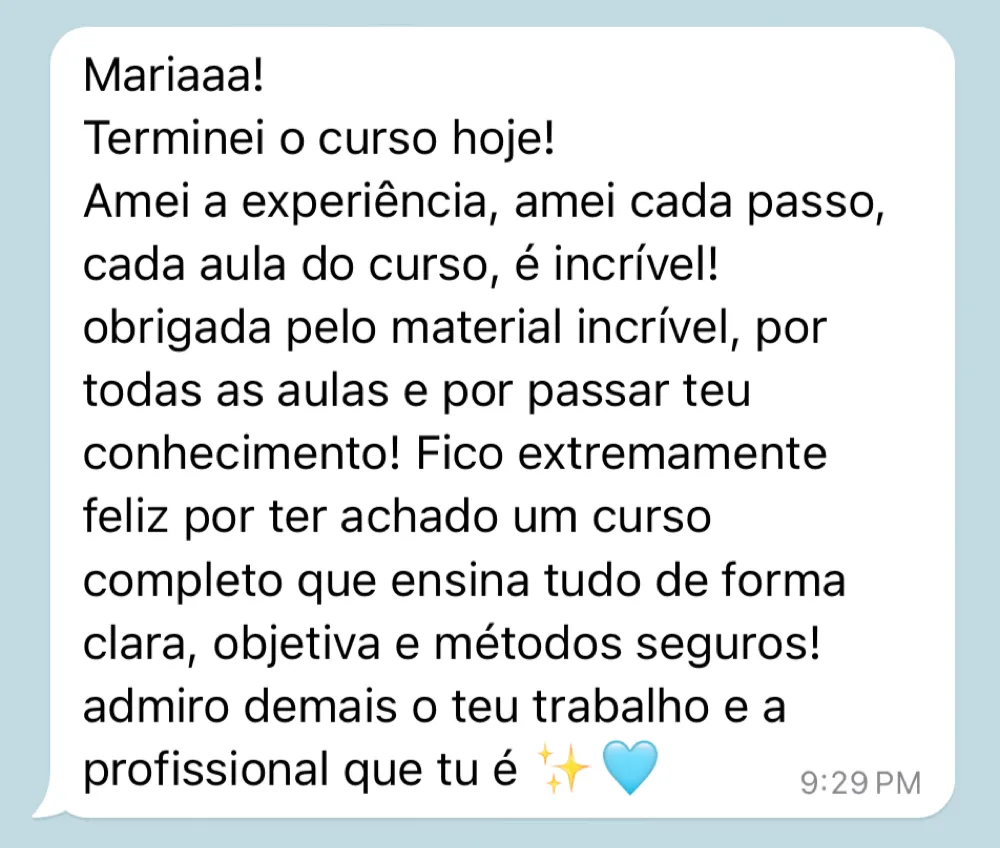 Mariaaa!
Terminei o curso hoje!
Amei a experiência, amei cada passo,
cada aula do curso, é incrível!
obrigada pelo material incrível, por
todas as aulas e por passar teu
conhecimento! Fico extremamente
feliz por ter achado um curso
completo que ensina tudo de forma
clara, objetiva e métodos seguros!
admiro demais o teu trabalho e a
profissional que tu é ✨🩵
9:29 PM